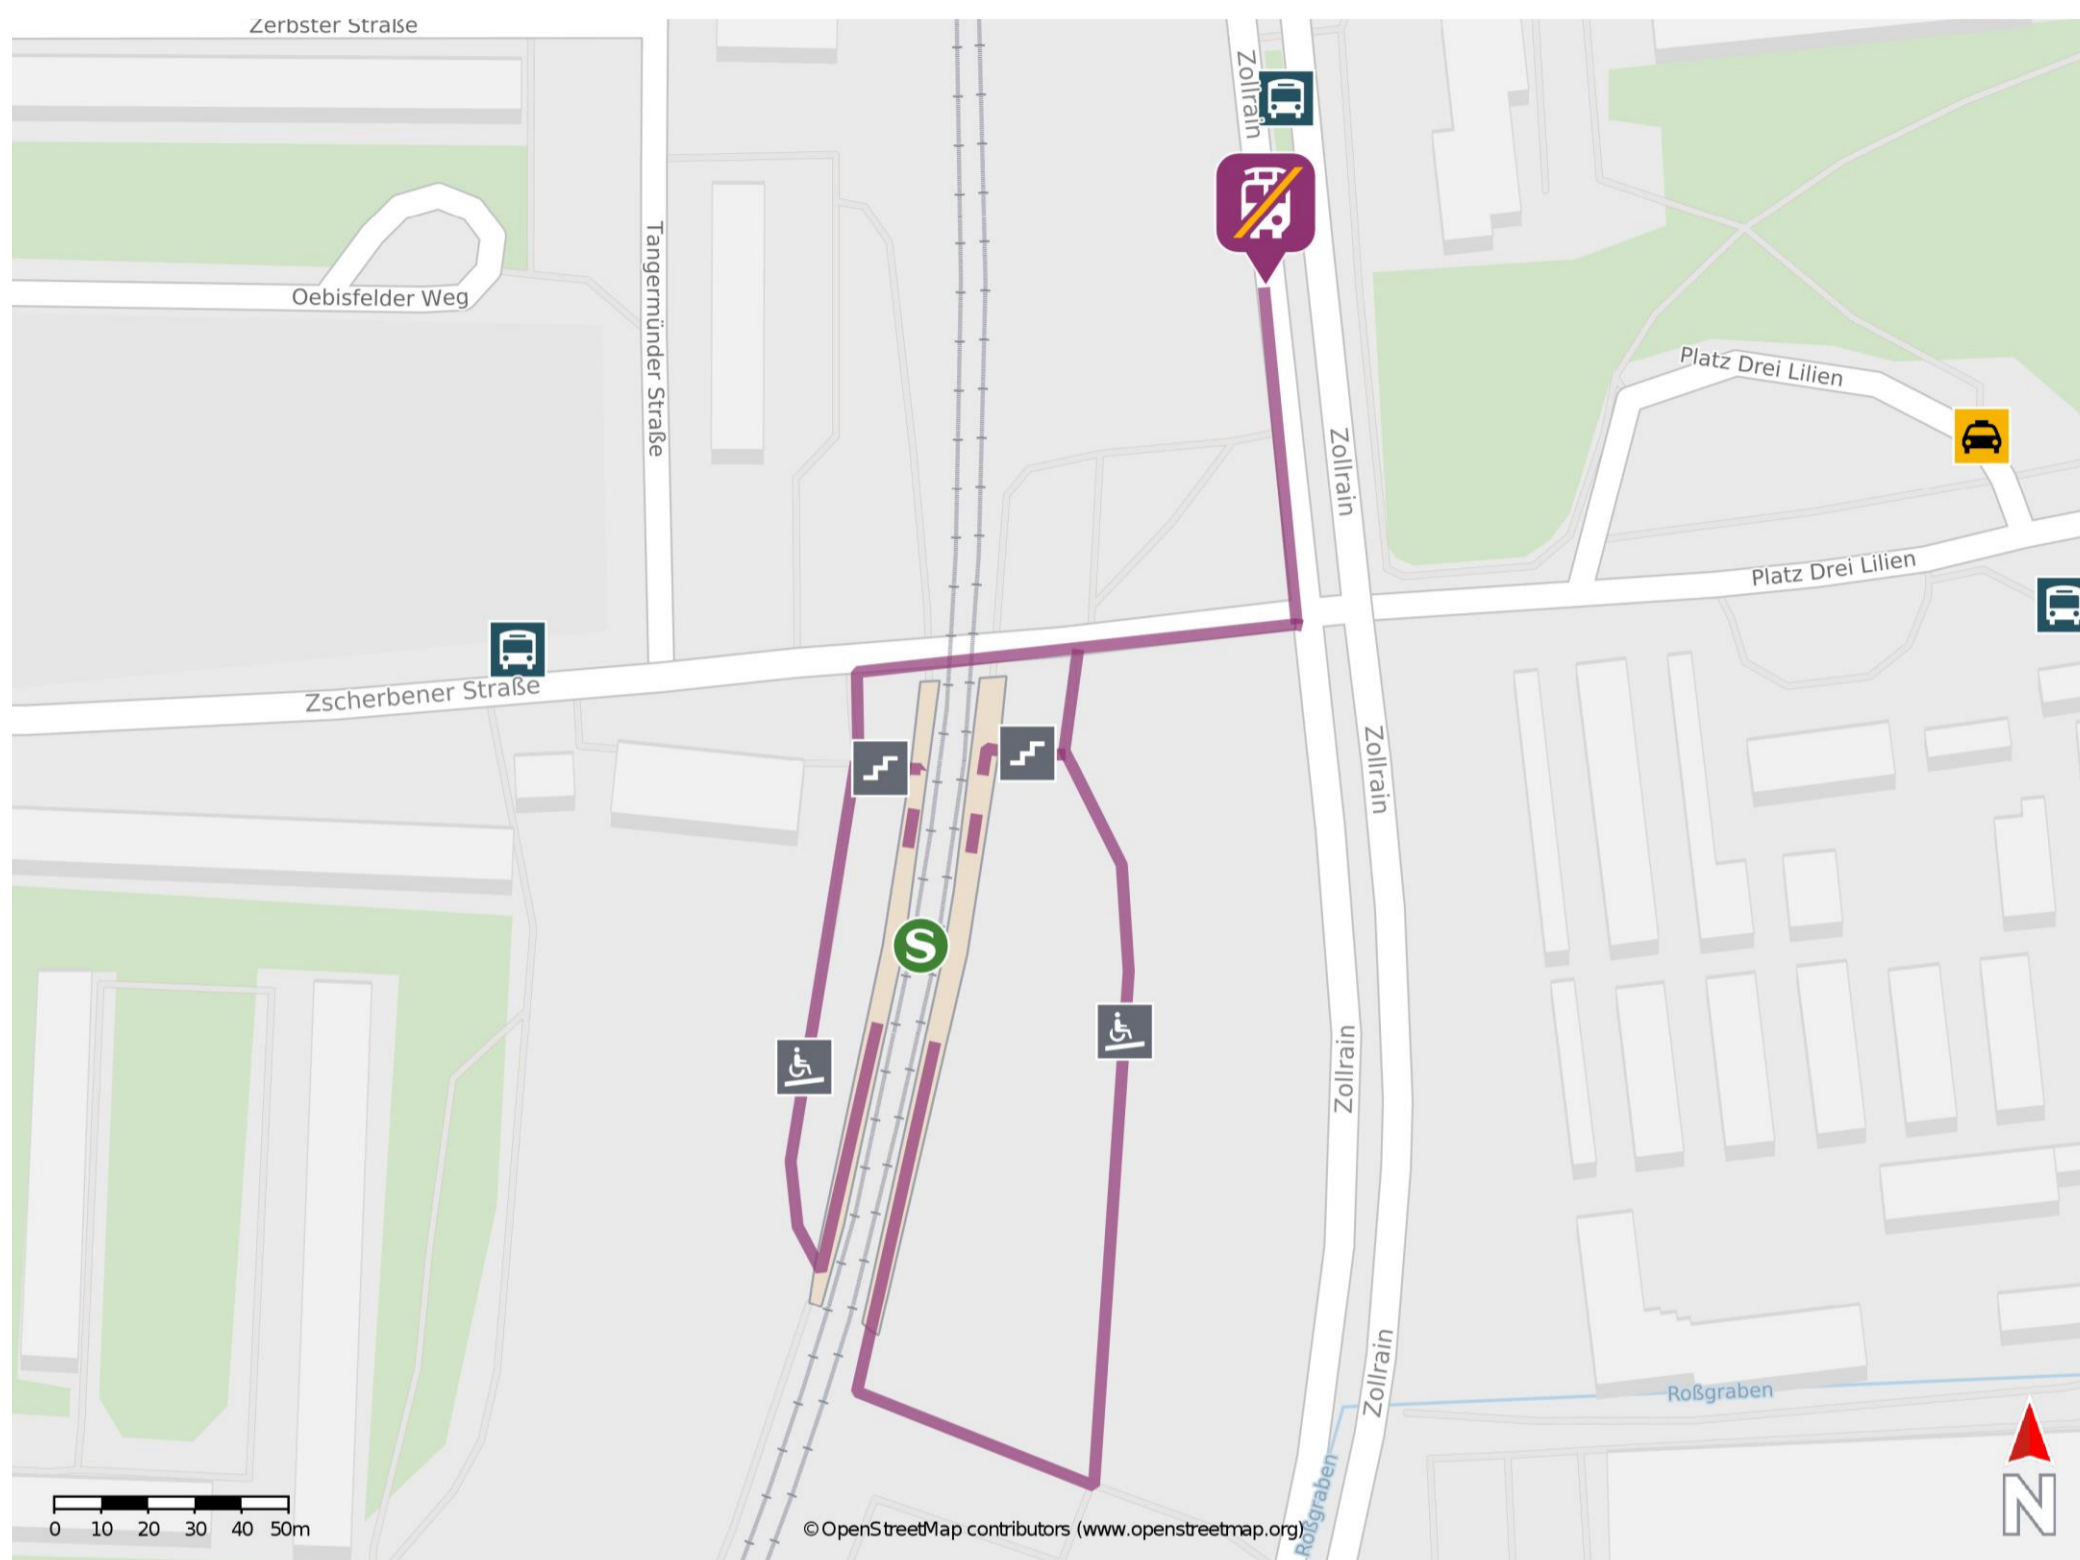 Zerbster Straße
Zollrain
Oebisfelder Weg
Tangermünder Straße
Platz Drei Lilien
Zollrain
Platz Drei Lilien
Zscherbener Straße
Zollrain
S
Zollrain
Zollrain
Roßgraben
Roßgraben
0 10 20 30 40 50m
© OpenStreetMap contributors (www.openstreetmap.org)
N